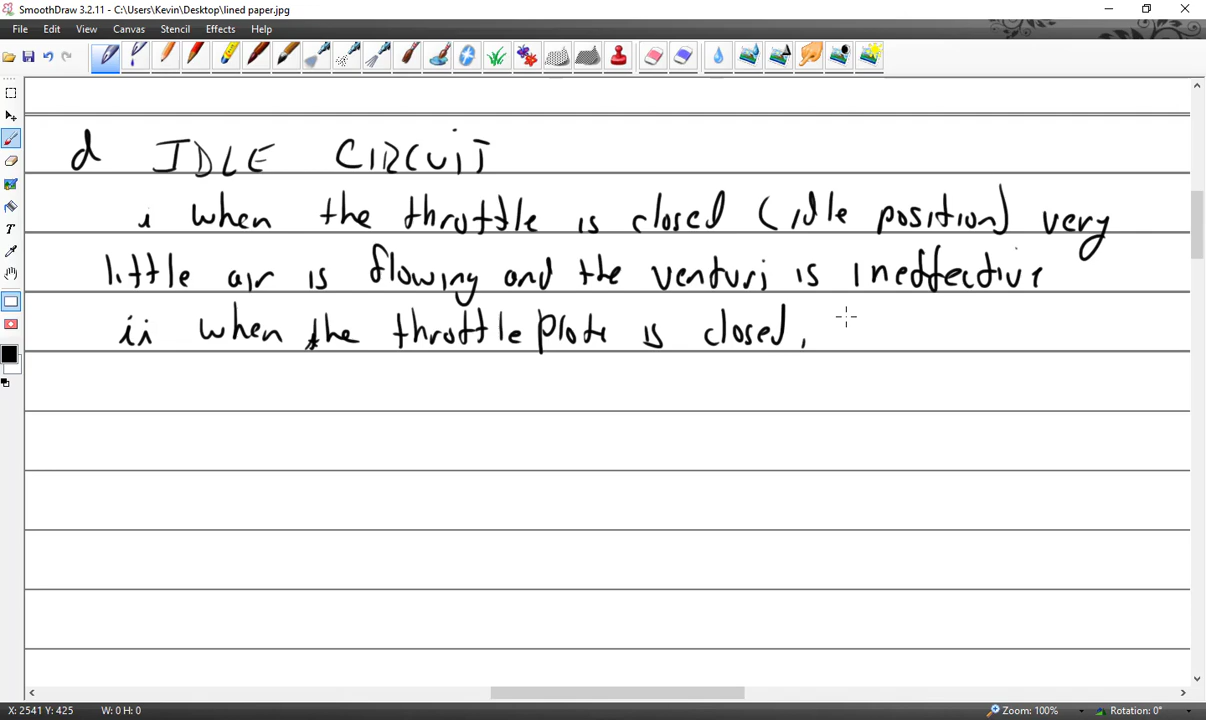 SmoothDraw 3.2.11 - C:\Users\Kevin\Desktop\lined paper.jpg
File Edit View Canvas Stencil Effects Help
d IDLE CIRCUIT
i when the throttle is closed (idle position) very
little air is flowing and the venturi is ineffective
ii when the throttle plate is closed,
X: 2541 Y: 425 W: 0 H: 0 Zoom: 100% Rotation: 0°